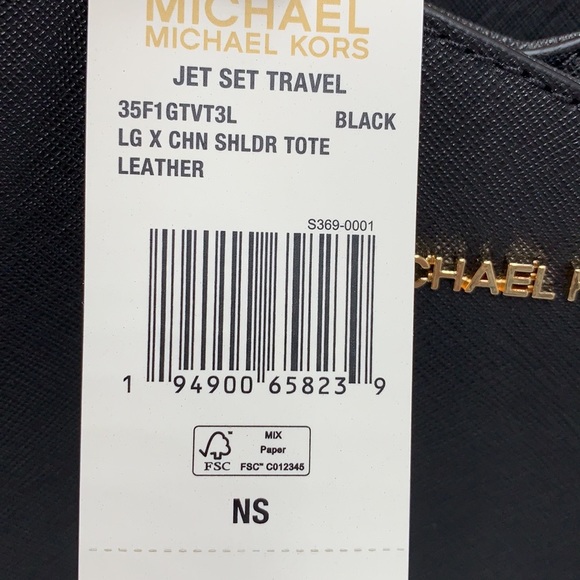 MICHAEL
MICHAEL KORS
JET SET TRAVEL
35F1GTVT3L BLACK
LG X CHN SHLDR TOTE
LEATHER
S369-0001
1 94900 65823 9
FSC
MIX
Paper
FSC™ C012345
NS
CHAEL K